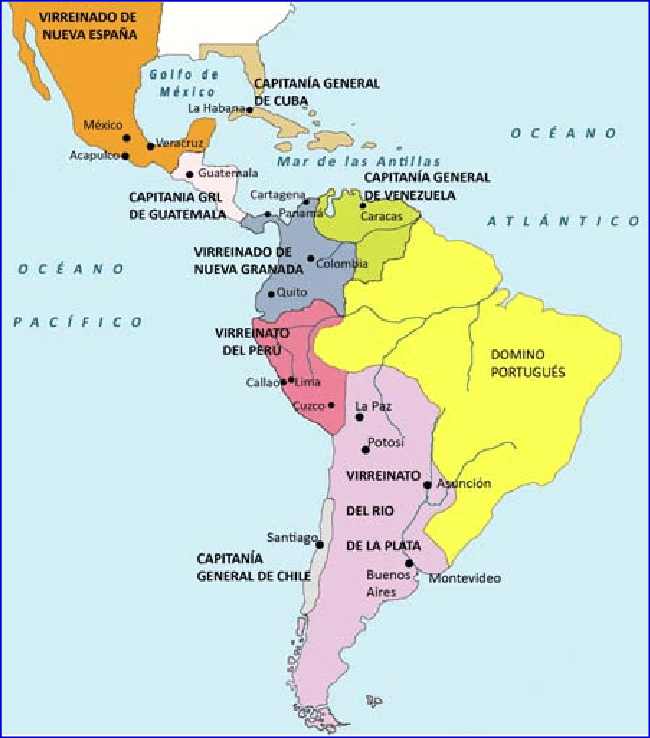 VIRREINADO DE
NUEVA ESPAÑA
Golfo de
México
CAPITANÍA GENERAL
DE CUBA
La Habana
México
Veracruz
Acapulco
OCÉANO
Mar de las Antillas
Guatemala
CAPITANÍA GENERAL
DE VENEZUELA
CAPITANIA GRL
DE GUATEMALA
Cartagena
Panamá
Caracas
ATLÁNTICO
VIRREINADO DE
NUEVA GRANADA
Colombia
OCÉANO
Quito
PACÍFICO
VIRREINATO
DEL PERÚ
DOMINO
PORTUGUÉS
Callao
Lima
Cuzco
La Paz
Potosí
VIRREINATO
Asunción
DEL RIO
Santiago
DE LA PLATA
CAPITANÍA
GENERAL DE CHILE
Buenos
Aires
Montevideo